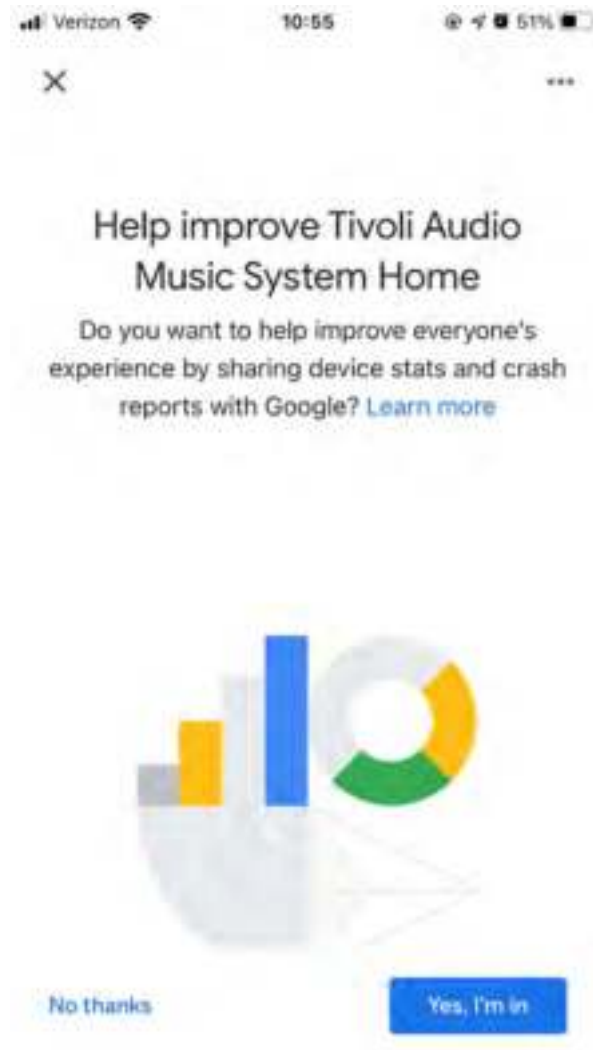 Verizon 10:55 51%
Help improve Tivoli Audio
Music System Home
Do you want to help improve everyone's
experience by sharing device stats and crash
reports with Google? Learn more
No thanks Yes, I'm in